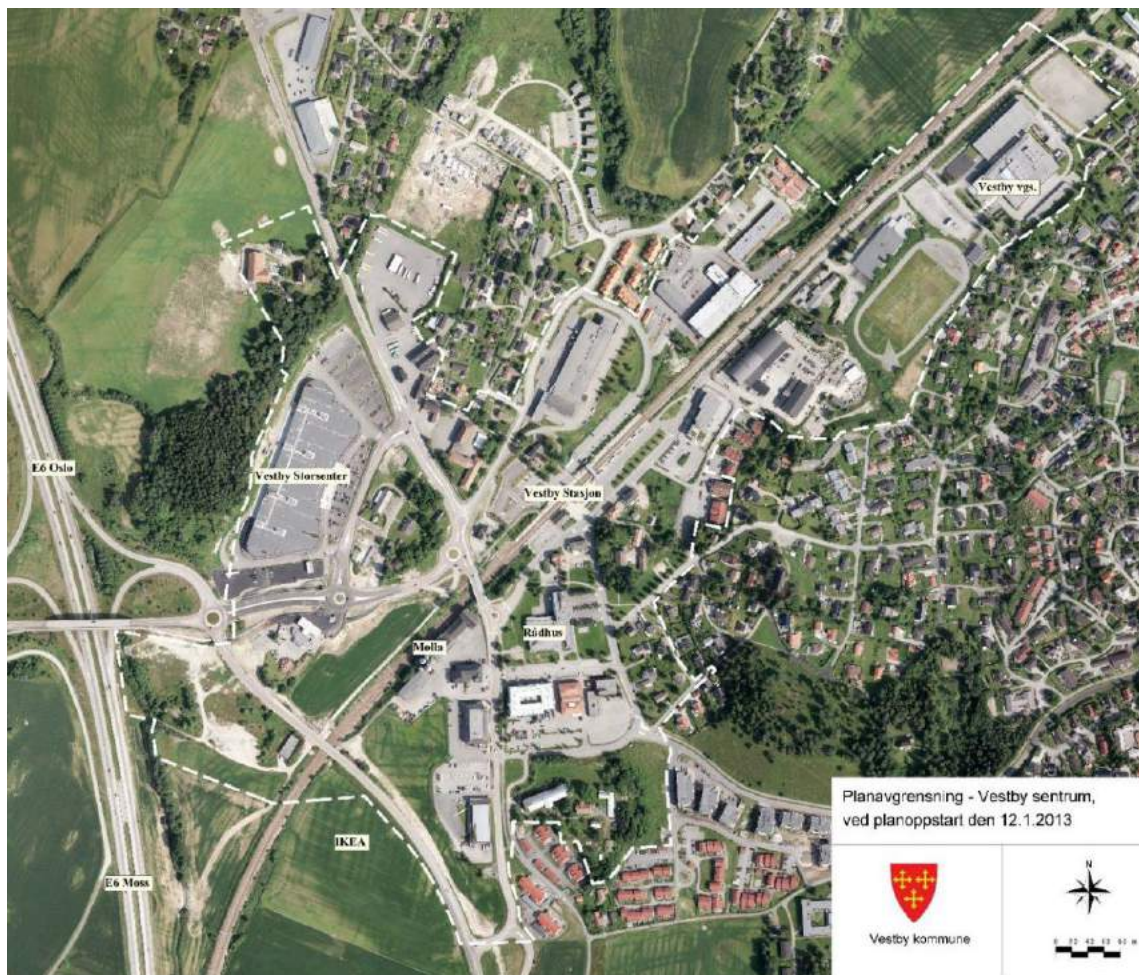 Vestby vgs.
E6 Oslo
Vestby Storsenter
Vestby Stasjon
Mølla
Rådhus
IKEA
E6 Moss
Planavgrensning - Vestby sentrum,
ved planoppstart den 12.1.2013
N
Vestby kommune